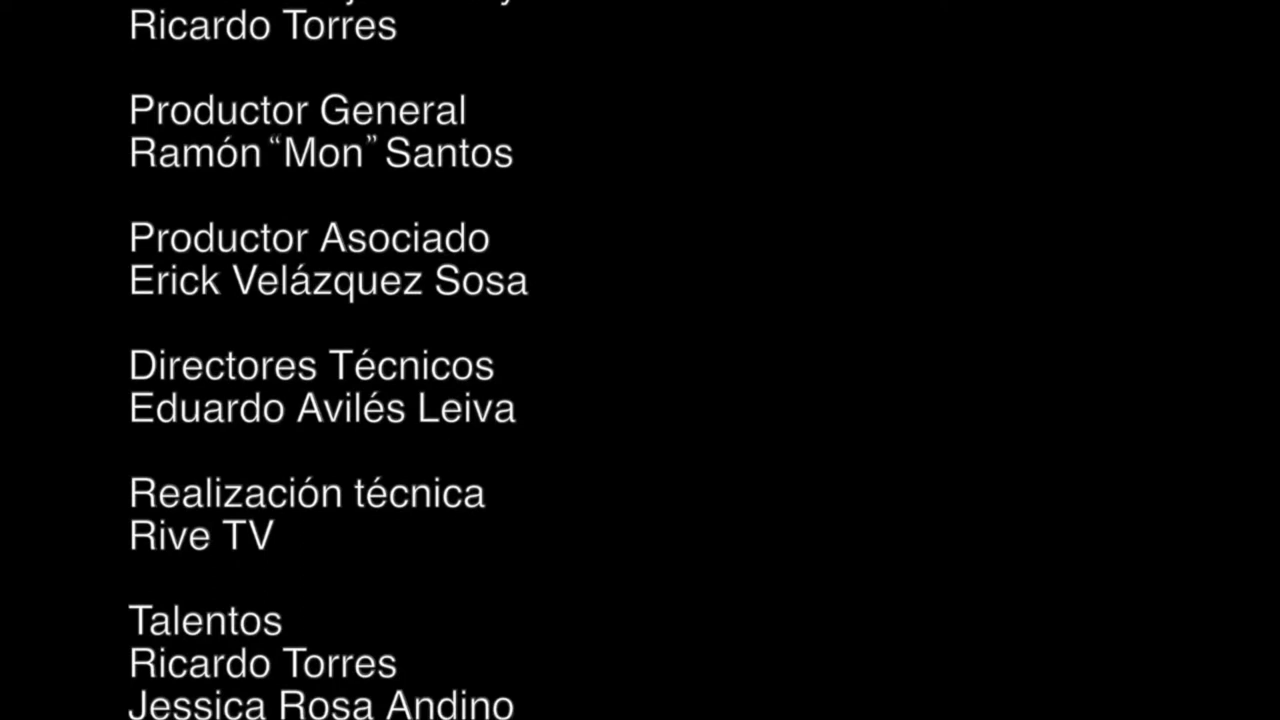 Ricardo Torres
Productor General
Ramón “Mon” Santos
Productor Asociado
Erick Velázquez Sosa
Directores Técnicos
Eduardo Avilés Leiva
Realización técnica
Rive TV
Talentos
Ricardo Torres
Jessica Rosa Andino